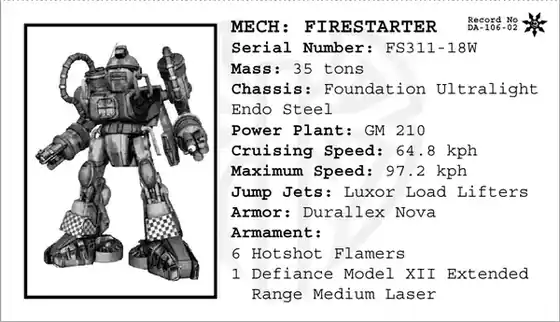 MECH: FIRESTARTER
Record No
DA-106-02
Serial Number: FS311-18W
Mass: 35 tons
Chassis: Foundation Ultralight
Endo Steel
Power Plant: GM 210
Cruising Speed: 64.8 kph
Maximum Speed: 97.2 kph
Jump Jets: Luxor Load Lifters
Armor: Durallex Nova
Armament:
6 Hotshot Flamers
1 Defiance Model XII Extended
Range Medium Laser